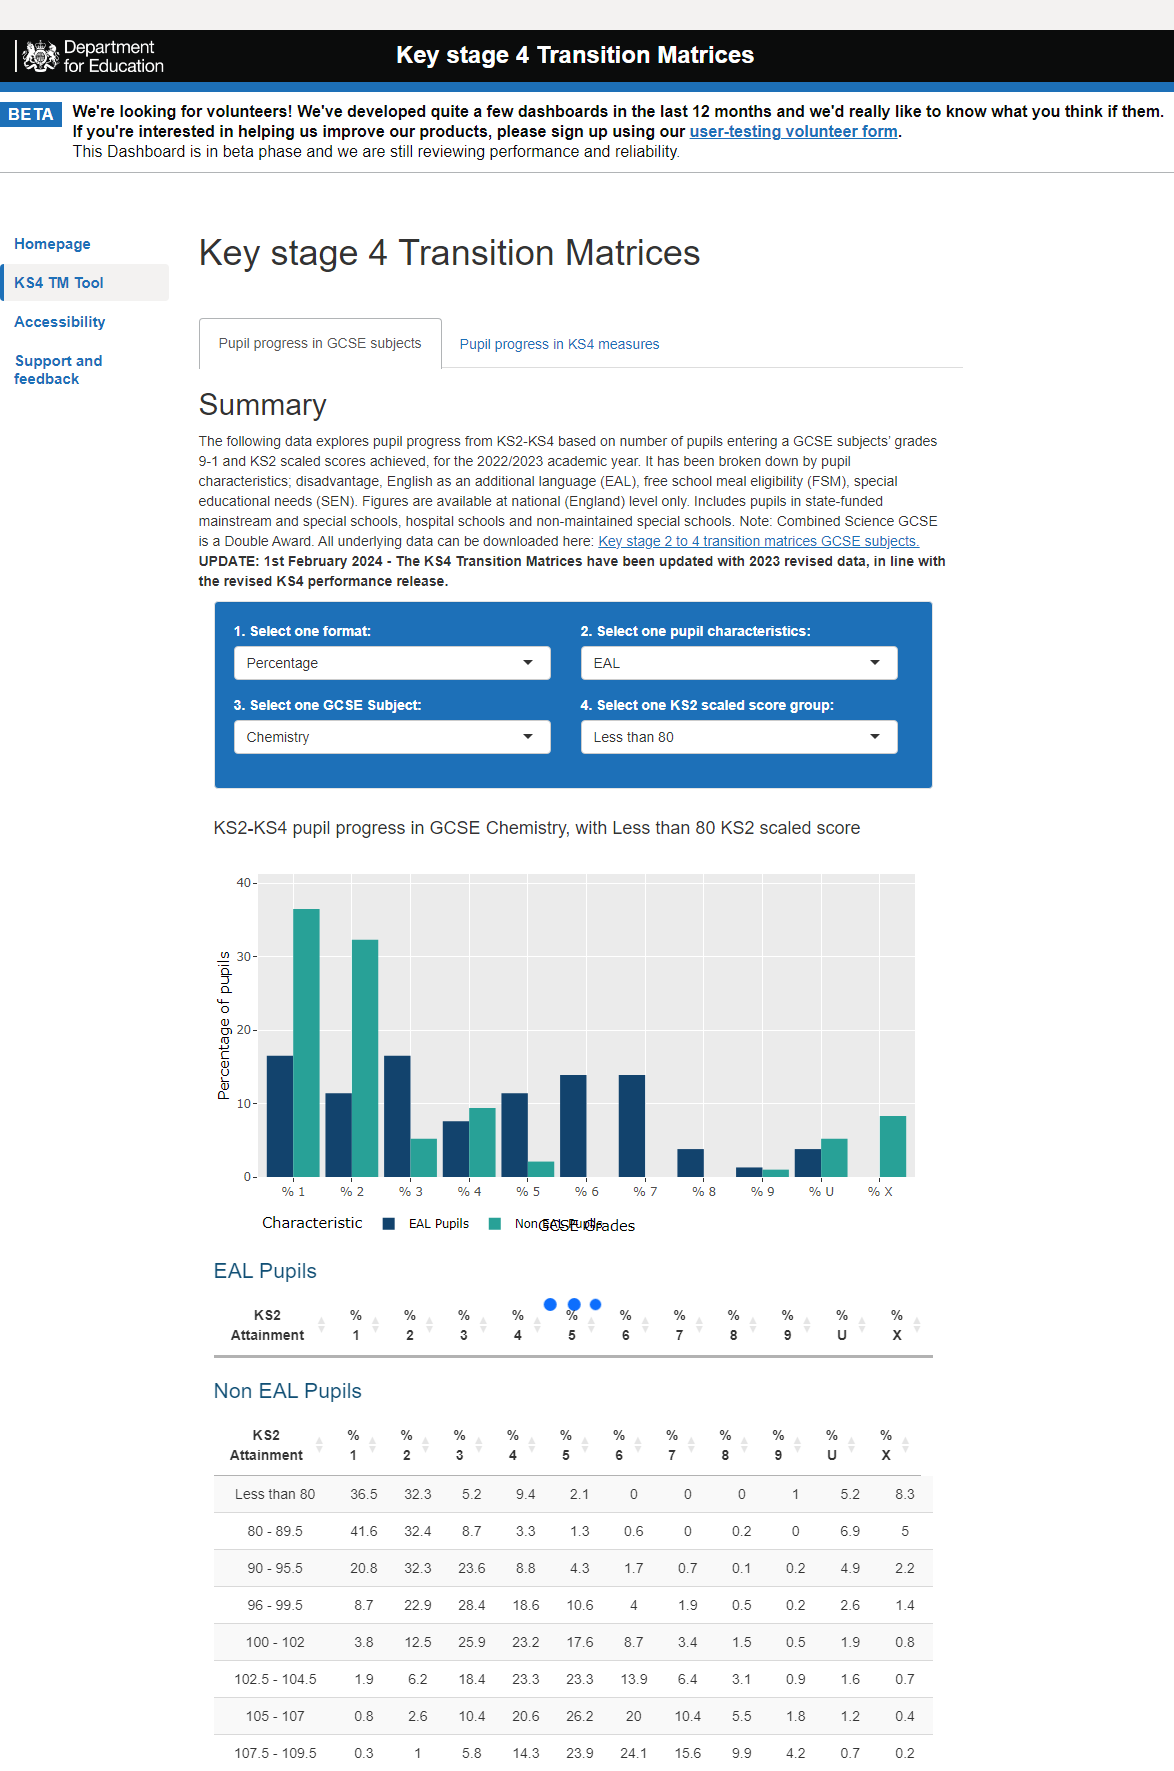 Department
for Education
Key stage 4 Transition Matrices
BETA
We're looking for volunteers! We've developed quite a few dashboards in the last 12 months and we'd really like to know what you think if them.
If you're interested in helping us improve our products, please sign up using our user-testing volunteer form.
This Dashboard is in beta phase and we are still reviewing performance and reliability.
Homepage
KS4 TM Tool
Accessibility
Support and
feedback
Key stage 4 Transition Matrices
Pupil progress in GCSE subjects
Pupil progress in KS4 measures
Summary
The following data explores pupil progress from KS2-KS4 based on number of pupils entering a GCSE subjects' grades
9-1 and KS2 scaled scores achieved, for the 2022/2023 academic year. It has been broken down by pupil
characteristics; disadvantage, English as an additional language (EAL), free school meal eligibility (FSM), special
educational needs (SEN). Figures are available at national (England) level only. Includes pupils in state-funded
mainstream and special schools, hospital schools and non-maintained special schools. Note: Combined Science GCSE
is a Double Award. All underlying data can be downloaded here: Key stage 2 to 4 transition matrices GCSE subjects.
UPDATE: 1st February 2024 - The KS4 Transition Matrices have been updated with 2023 revised data, in line with
the revised KS4 performance release.
1. Select one format:
Percentage
2. Select one pupil characteristics:
EAL
3. Select one GCSE Subject:
Chemistry
4. Select one KS2 scaled score group:
Less than 80
KS2-KS4 pupil progress in GCSE Chemistry, with Less than 80 KS2 scaled score
Percentage of pupils
40
30
20
10
0
% 1 % 2 % 3 % 4 % 5 % 6 % 7 % 8 % 9 % U % X
Characteristic EAL Pupils Non EAL Pupils
GCSE Grades
EAL Pupils
KS2 % % % % % % % % % % %
Attainment 1 2 3 4 5 6 7 8 9 U X
Non EAL Pupils
KS2 % % % % % % % % % % %
Attainment 1 2 3 4 5 6 7 8 9 U X
Less than 80 36.5 32.3 5.2 9.4 2.1 0 0 0 1 5.2 8.3
80 - 89.5 41.6 32.4 8.7 3.3 1.3 0.6 0 0.2 0 6.9 5
90 - 95.5 20.8 32.3 23.6 8.8 4.3 1.7 0.7 0.1 0.2 4.9 2.2
96 - 99.5 8.7 22.9 28.4 18.6 10.6 4 1.9 0.5 0.2 2.6 1.4
100 - 102 3.8 12.5 25.9 23.2 17.6 8.7 3.4 1.5 0.5 1.9 0.8
102.5 - 104.5 1.9 6.2 18.4 23.3 23.3 13.9 6.4 3.1 0.9 1.6 0.7
105 - 107 0.8 2.6 10.4 20.6 26.2 20 10.4 5.5 1.8 1.2 0.4
107.5 - 109.5 0.3 1 5.8 14.3 23.9 24.1 15.6 9.9 4.2 0.7 0.2